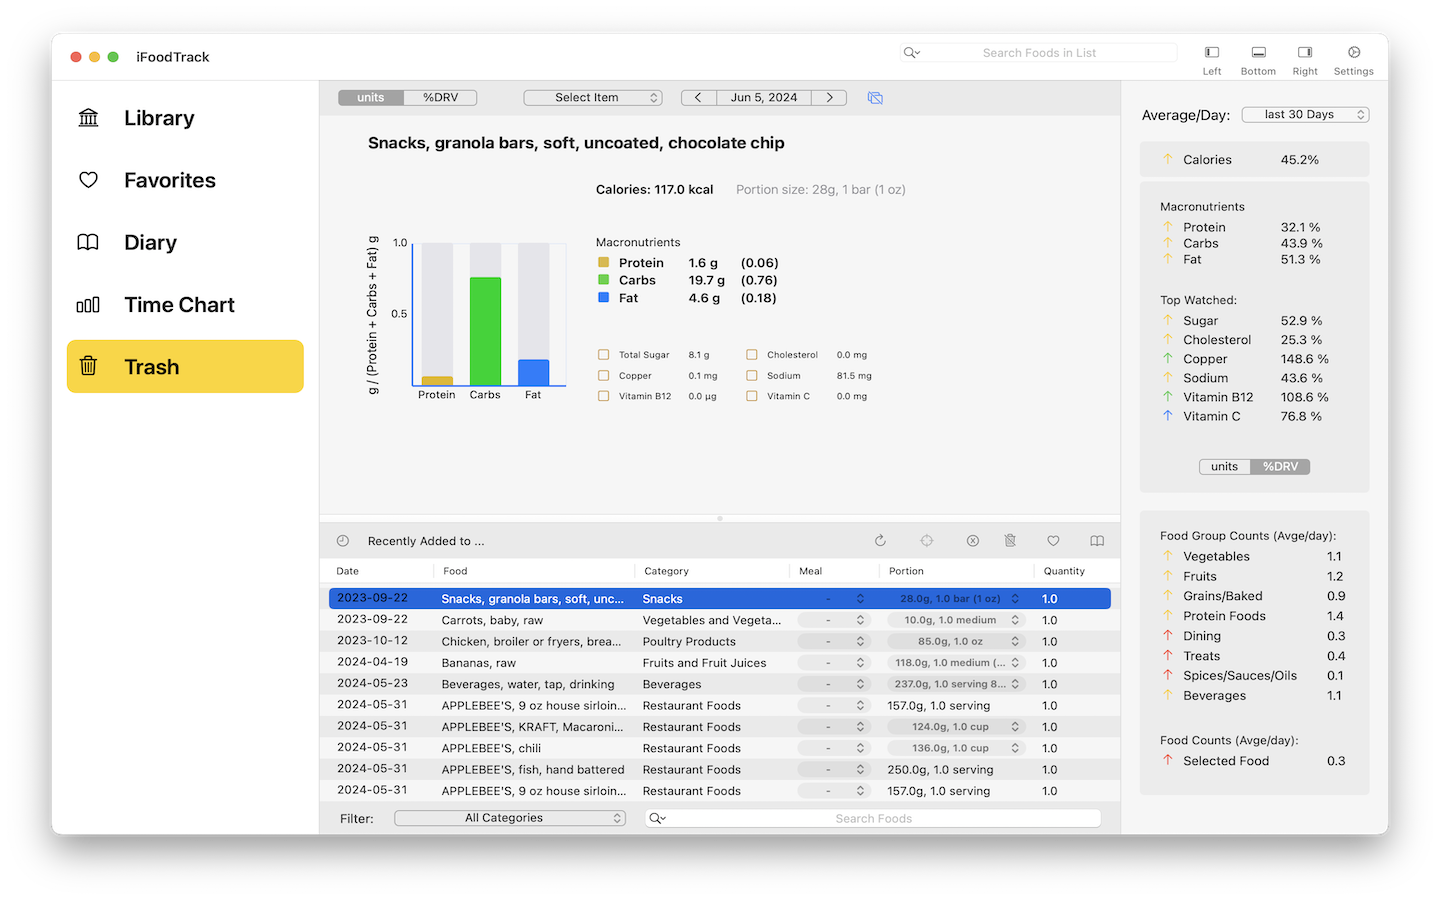 iFoodTrack
Search Foods in List
Left
Bottom
Right
Settings
Library
Favorites
Diary
Time Chart
Trash
units %DRV
Select Item
Jun 5, 2024
Snacks, granola bars, soft, uncoated, chocolate chip
Calories: 117.0 kcal Portion size: 28g, 1 bar (1 oz)
g / (Protein + Carbs + Fat) g
1.0
0.5
Protein Carbs Fat
Macronutrients
Protein 1.6 g (0.06)
Carbs 19.7 g (0.76)
Fat 4.6 g (0.18)
Total Sugar 8.1 g Cholesterol 0.0 mg
Copper 0.1 mg Sodium 81.5 mg
Vitamin B12 0.0 µg Vitamin C 0.0 mg
Recently Added to ...
Date Food Category Meal Portion Quantity
2023-09-22 Snacks, granola bars, soft, unc... Snacks - 28.0g, 1.0 bar (1 oz) 1.0
2023-09-22 Carrots, baby, raw Vegetables and Vegeta... - 10.0g, 1.0 medium 1.0
2023-10-12 Chicken, broiler or fryers, brea... Poultry Products - 85.0g, 1.0 oz 1.0
2024-04-19 Bananas, raw Fruits and Fruit Juices - 118.0g, 1.0 medium (... 1.0
2024-05-23 Beverages, water, tap, drinking Beverages - 237.0g, 1.0 serving 8... 1.0
2024-05-31 APPLEBEE'S, 9 oz house sirloin... Restaurant Foods - 157.0g, 1.0 serving 1.0
2024-05-31 APPLEBEE'S, KRAFT, Macaroni... Restaurant Foods - 124.0g, 1.0 cup 1.0
2024-05-31 APPLEBEE'S, chili Restaurant Foods - 136.0g, 1.0 cup 1.0
2024-05-31 APPLEBEE'S, fish, hand battered Restaurant Foods - 250.0g, 1.0 serving 1.0
2024-05-31 APPLEBEE'S, 9 oz house sirloin... Restaurant Foods - 157.0g, 1.0 serving 1.0
Filter: All Categories Search Foods
Average/Day: last 30 Days
Calories 45.2%
Macronutrients
Protein 32.1 %
Carbs 43.9 %
Fat 51.3 %
Top Watched:
Sugar 52.9 %
Cholesterol 25.3 %
Copper 148.6 %
Sodium 43.6 %
Vitamin B12 108.6 %
Vitamin C 76.8 %
units %DRV
Food Group Counts (Avge/day):
Vegetables 1.1
Fruits 1.2
Grains/Baked 0.9
Protein Foods 1.4
Dining 0.3
Treats 0.4
Spices/Sauces/Oils 0.1
Beverages 1.1
Food Counts (Avge/day):
Selected Food 0.3